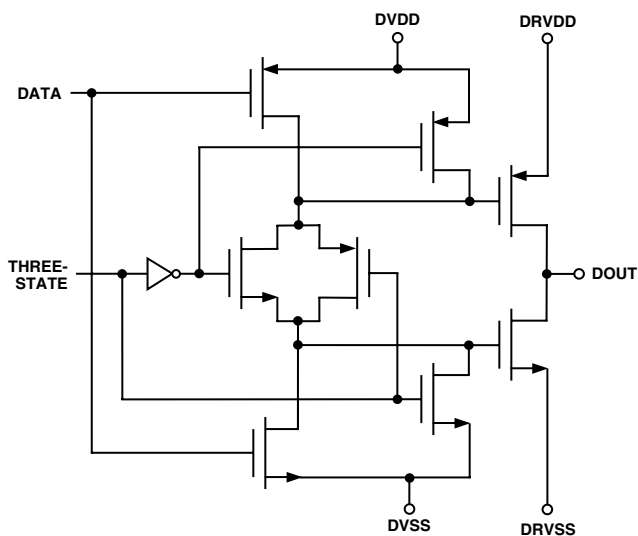 DVDD
DRVDD
DATA
THREE-
STATE
DOUT
DVSS
DRVSS